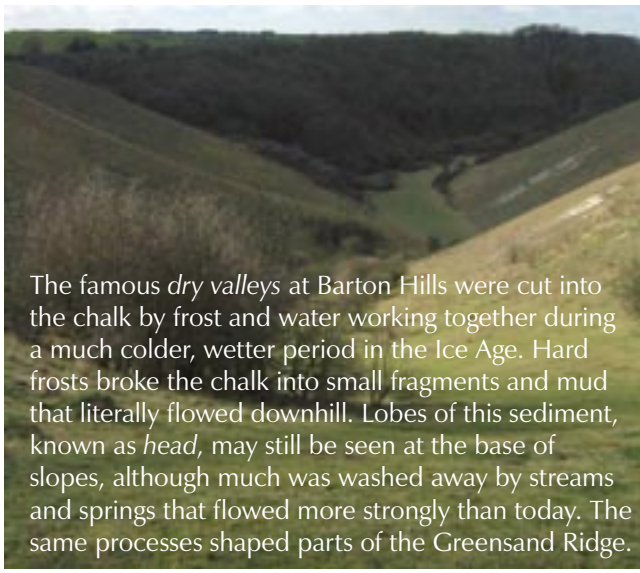 The famous dry valleys at Barton Hills were cut into
the chalk by frost and water working together during
a much colder, wetter period in the Ice Age. Hard
frosts broke the chalk into small fragments and mud
that literally flowed downhill. Lobes of this sediment,
known as head, may still be seen at the base of
slopes, although much was washed away by streams
and springs that flowed more strongly than today. The
same processes shaped parts of the Greensand Ridge.